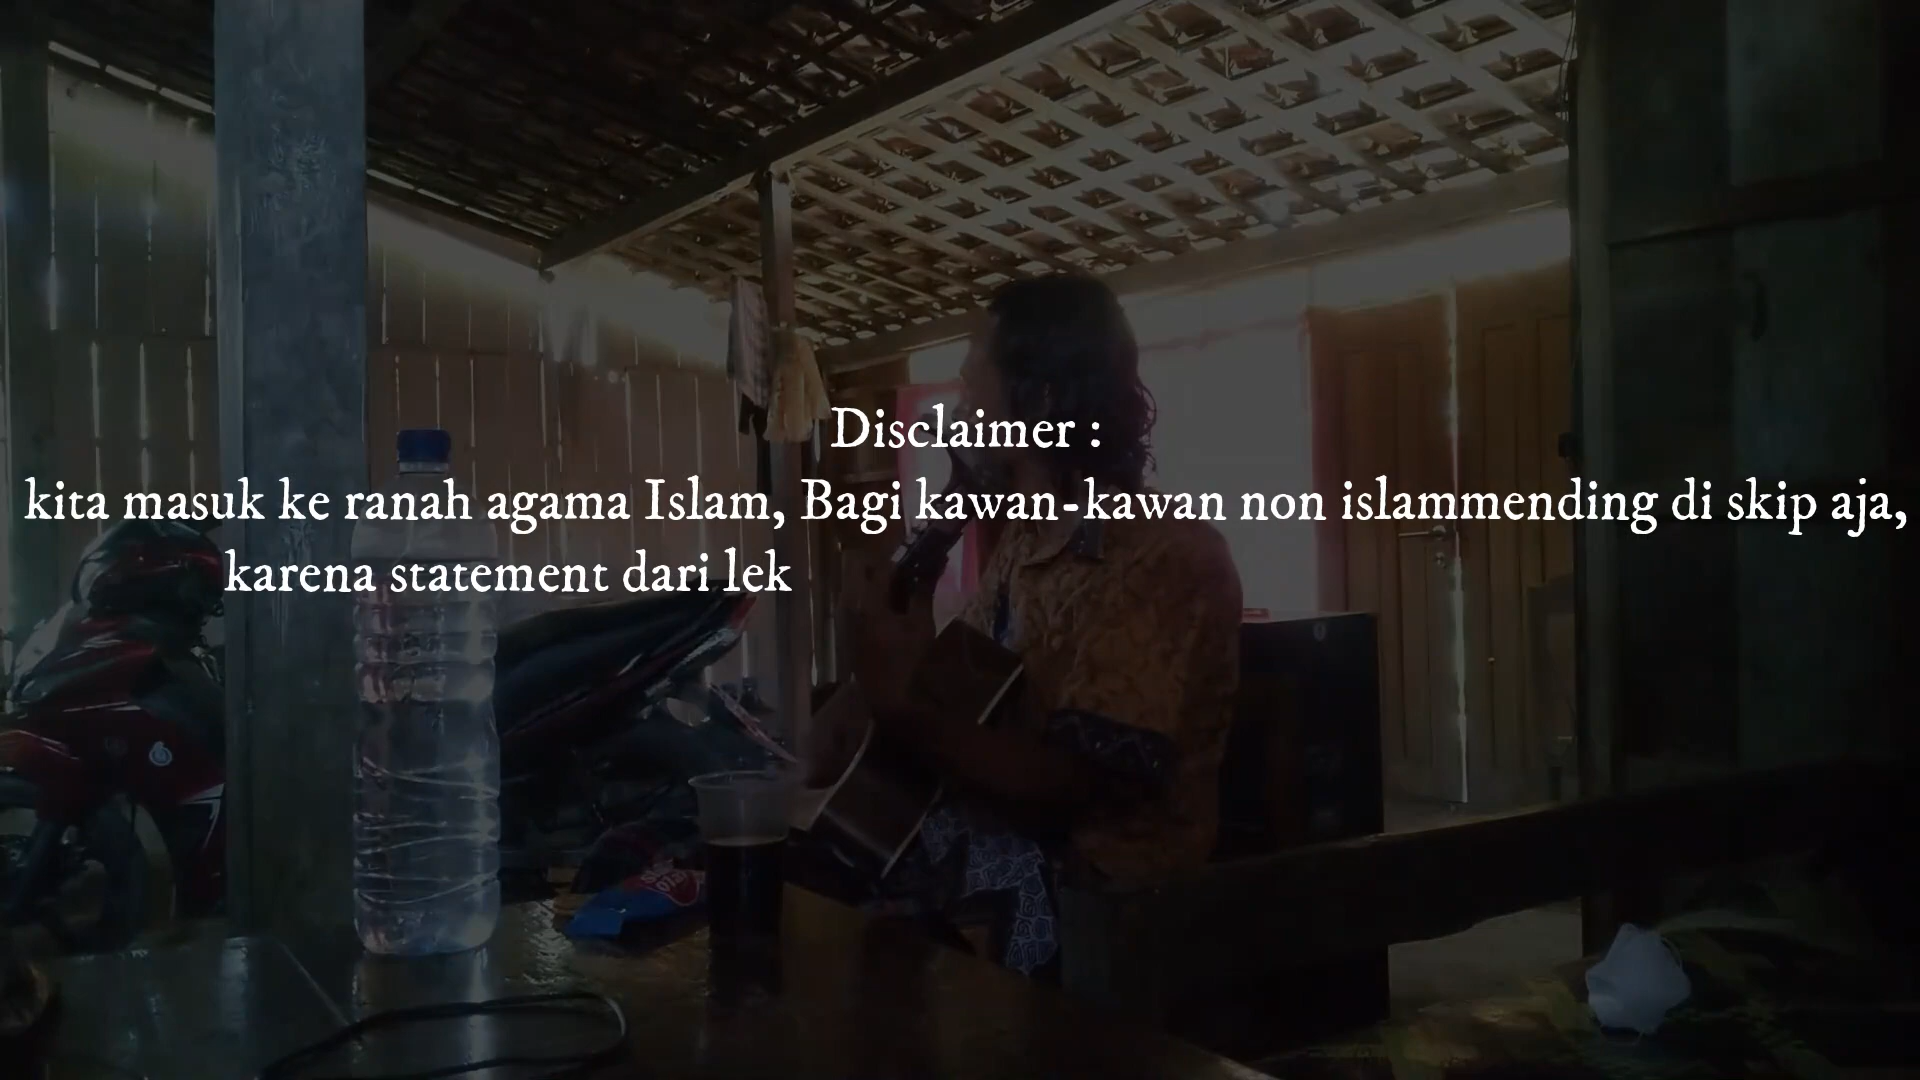 Disclaimer :
kita masuk ke ranah agama Islam, Bagi kawan-kawan non islammending di skip aja,
karena statement dari lek